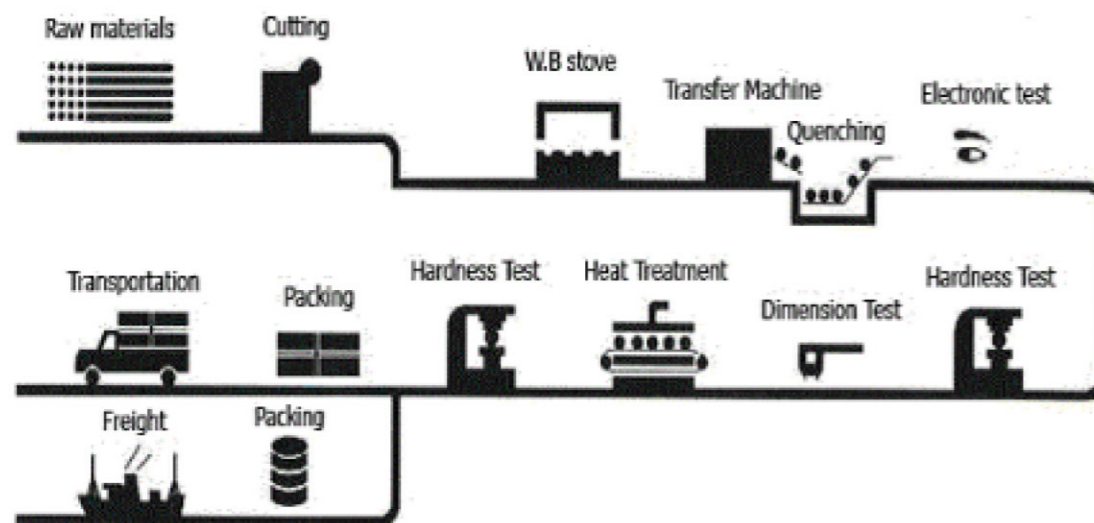 Raw materials
Cutting
W.B stove
Transfer Machine
Quenching
Electronic test
Transportation
Packing
Hardness Test
Heat Treatment
Dimension Test
Hardness Test
Freight
Packing